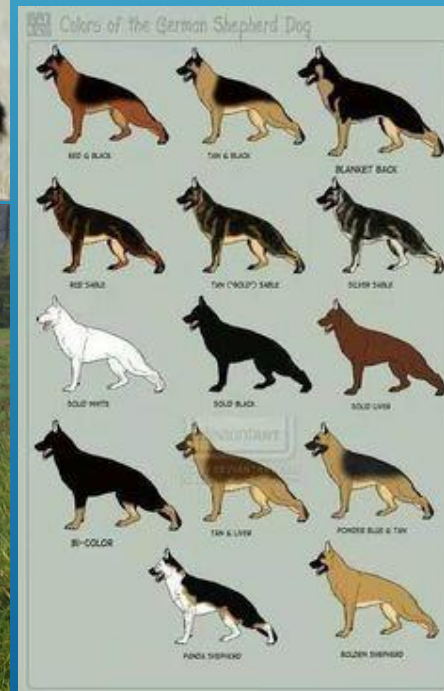 Colors of the German Shepherd Dog
RED & BLACK
TAN & BLACK
BLANKET BACK
RED SABLE
TAN ("GOLD") SABLE
SILVER SABLE
SOLID WHITE
SOLID BLACK
SOLID LIVER
BI-COLOR
TAN & LIVER
POWDER BLUE & TAN
PANDA SHEPHERD
GOLDEN SHEPHERD